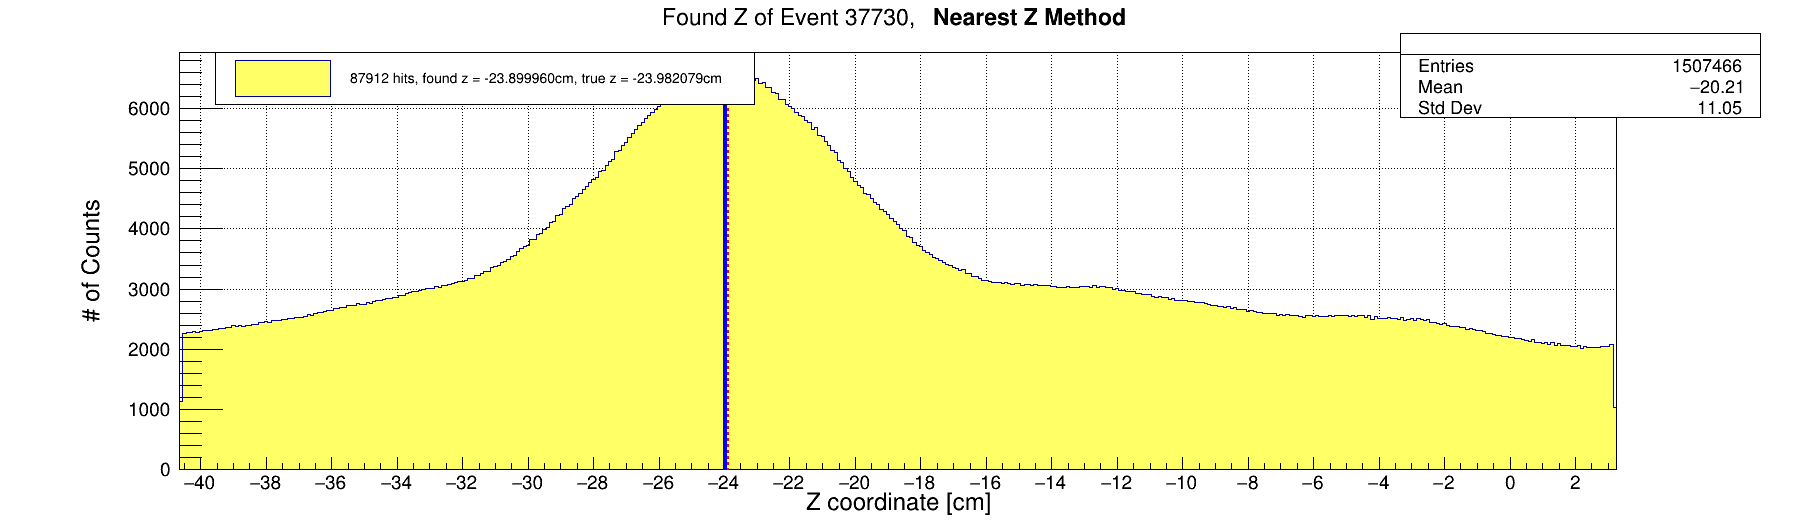 Found Z of Event 37730, Nearest Z Method
87912 hits, found z = -23.899960cm, true z = -23.982079cm
Entries 1507466
Mean −20.21
Std Dev 11.05
# of Counts
6000
5000
4000
3000
2000
1000
0
−40 −38 −36 −34 −32 −30 −28 −26 −24 −22 −20 −18 −16 −14 −12 −10 −8 −6 −4 −2 0 2
Z coordinate [cm]